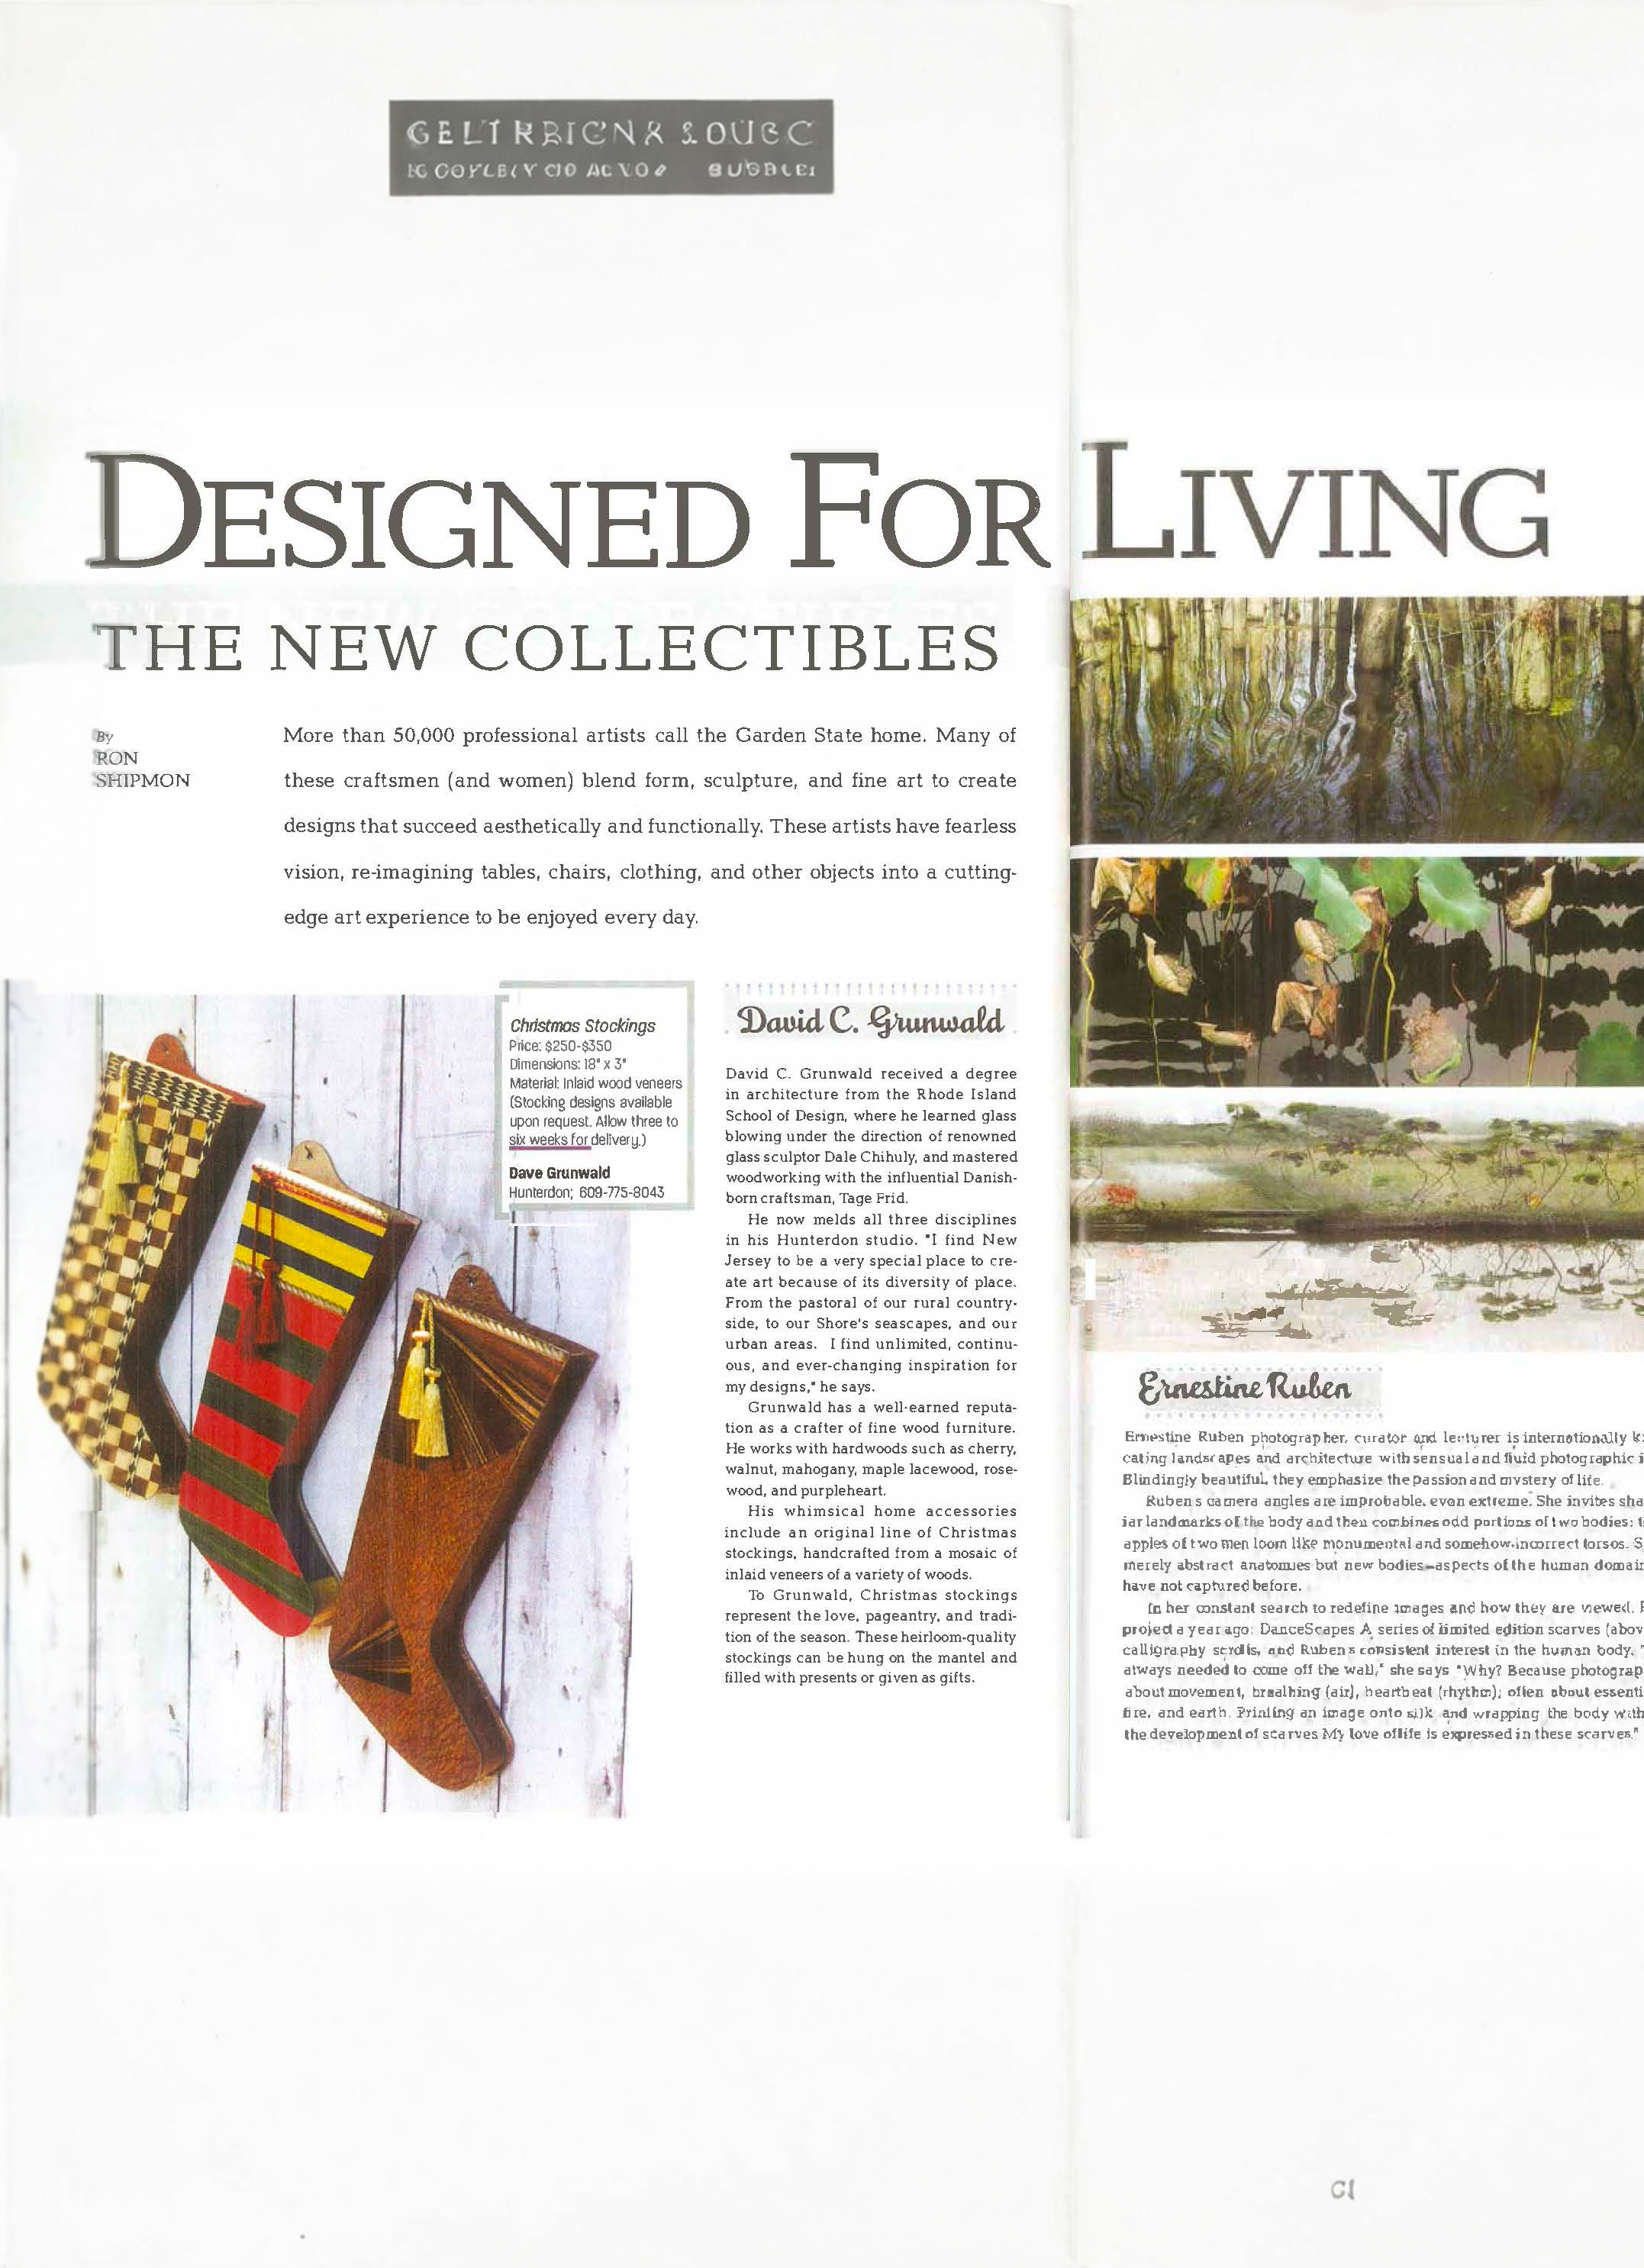 DESIGNED FOR LIVING
THE NEW COLLECTIBLES
By
RON
SHIPMON
More than 50,000 professional artists call the Garden State home. Many of
these craftsmen (and women) blend form, sculpture, and fine art to create
designs that succeed aesthetically and functionally. These artists have fearless
vision, re-imagining tables, chairs, clothing, and other objects into a cutting-
edge art experience to be enjoyed every day.
Christmas Stockings
Price: $250-$350
Dimensions: 18" x 3"
Material: Inlaid wood veneers
(Stocking designs available
upon request. Allow three to
six weeks for delivery.)
Dave Grunwald
Hunterdon; 609-775-8043
David C. Grunwald
David C. Grunwald received a degree
in architecture from the Rhode Island
School of Design, where he learned glass
blowing under the direction of renowned
glass sculptor Dale Chihuly, and mastered
woodworking with the influential Danish-
born craftsman, Tage Frid.
He now melds all three disciplines
in his Hunterdon studio. "I find New
Jersey to be a very special place to cre-
ate art because of its diversity of place.
From the pastoral of our rural country-
side, to our Shore's seascapes, and our
urban areas. I find unlimited, continu-
ous, and ever-changing inspiration for
my designs," he says.
Grunwald has a well-earned reputa-
tion as a crafter of fine wood furniture.
He works with hardwoods such as cherry,
walnut, mahogany, maple lacewood, rose-
wood, and purpleheart.
His whimsical home accessories
include an original line of Christmas
stockings, handcrafted from a mosaic of
inlaid veneers of a variety of woods.
To Grunwald, Christmas stockings
represent the love, pageantry, and tradi-
tion of the season. These heirloom-quality
stockings can be hung on the mantel and
filled with presents or given as gifts.
Ernestine Ruben
Ernestine Ruben photographer, curator and lecturer is internationally
cating landscapes and architecture with sensual and fluid photographic
Blindingly beautiful, they emphasize the passion and mystery of life.
Ruben s camera angles are improbable, even extreme. She invites
iar landmarks of the body and then combines odd portions of two bodies:
apples of two men loom like monumental and somehow-incorrect torsos.
merely abstract anatomies but new bodies—aspects of the human domain
have not captured before.
In her constant search to redefine images and how they are viewed.
project a year ago: DanceScapes A series of limited edition scarves (abov
calligraphy scrolls, and Ruben s consistent interest in the human body.
always needed to come off the wall," she says "Why? Because photograp
about movement, breathing (air), heartbeat (rhythm); often about essenti
fire, and earth. Printing an image onto silk and wrapping the body with
the development of scarves My love of life is expressed in these scarves."